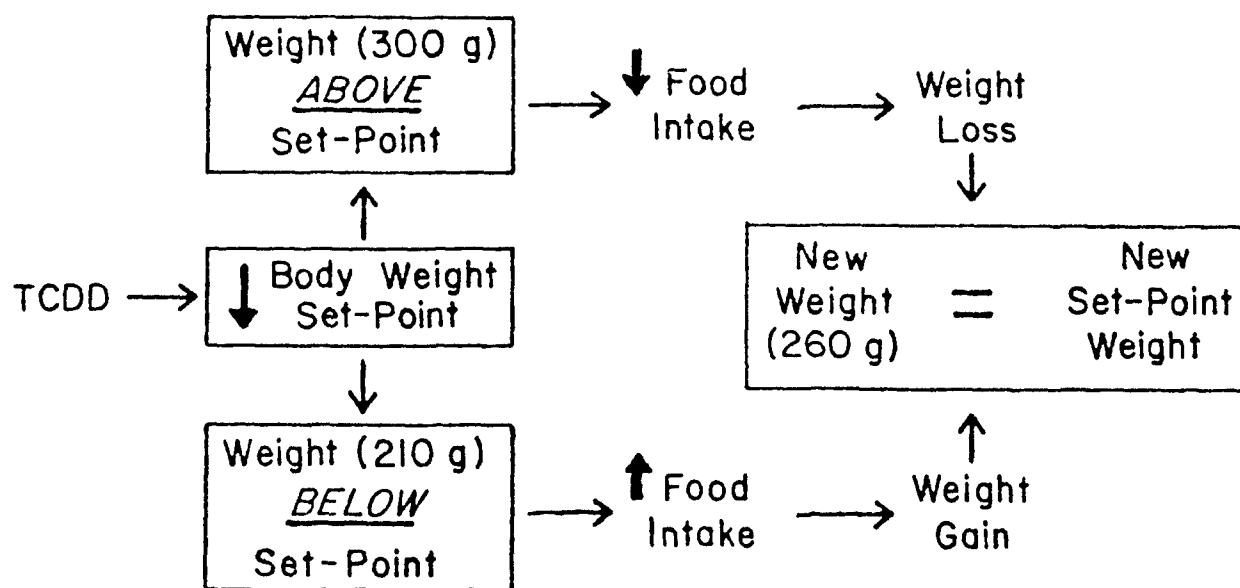 Weight (300 g)
ABOVE
Set-Point
↓ Food
Intake
Weight
Loss
TCDD
↓ Body Weight
Set-Point
New
Weight
(260 g)
=
New
Set-Point
Weight
Weight (210 g)
BELOW
Set-Point
↑ Food
Intake
Weight
Gain